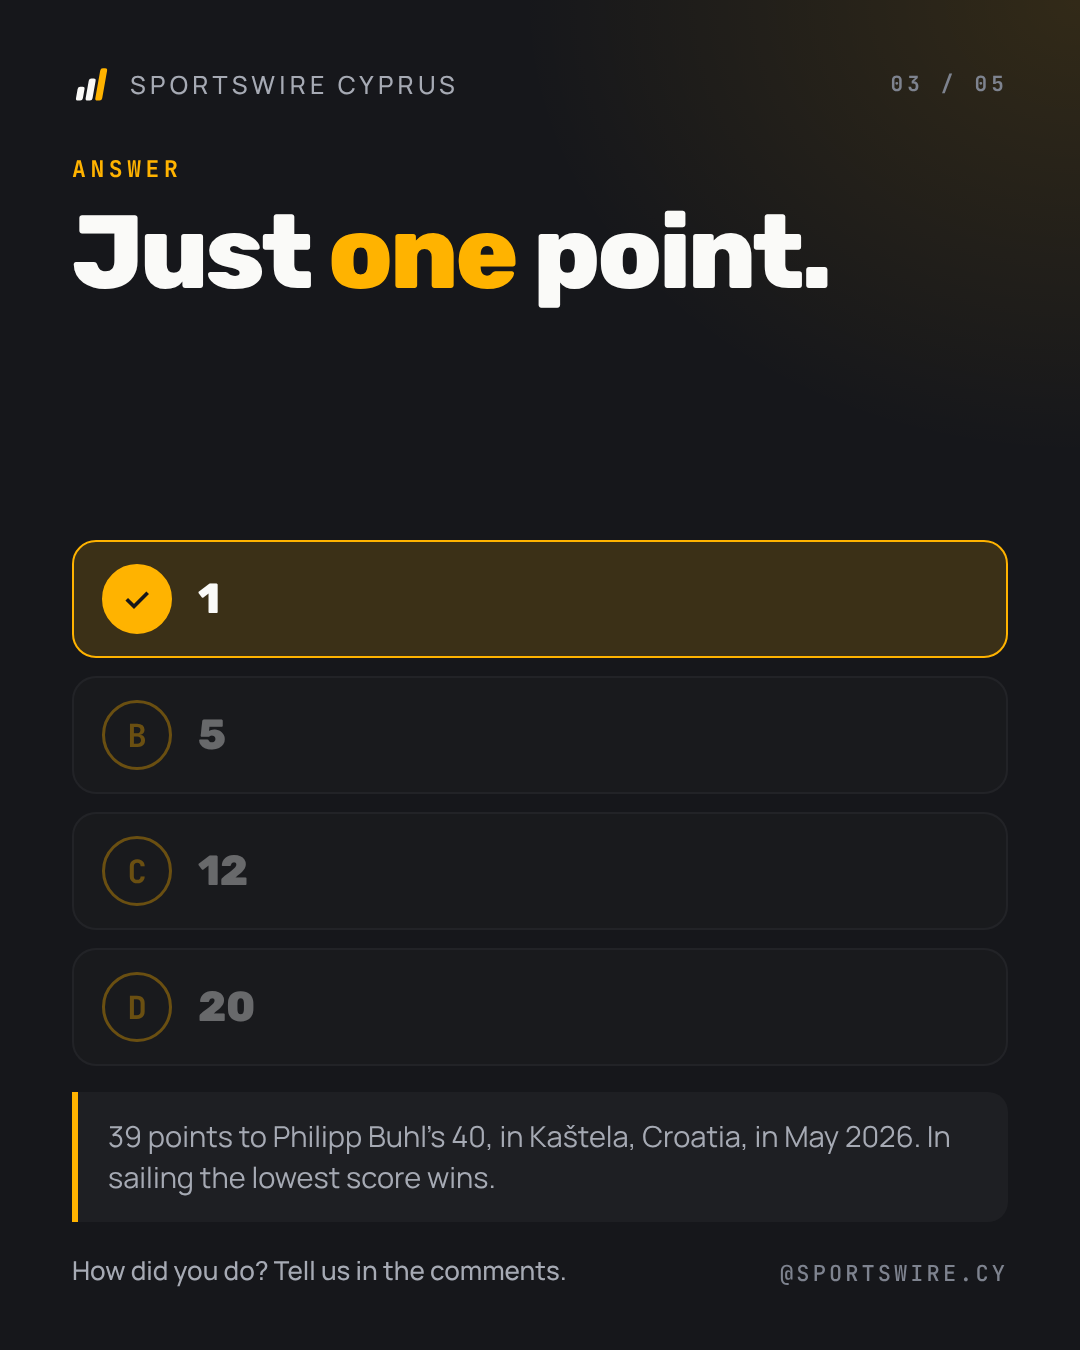 SPORTSWIRE CYPRUS
03 / 05
ANSWER
Just one point.
1
B 5
C 12
D 20
39 points to Philipp Buhl’s 40, in Kaštela, Croatia, in May 2026. In
sailing the lowest score wins.
How did you do? Tell us in the comments.
@SPORTSWIRE.CY